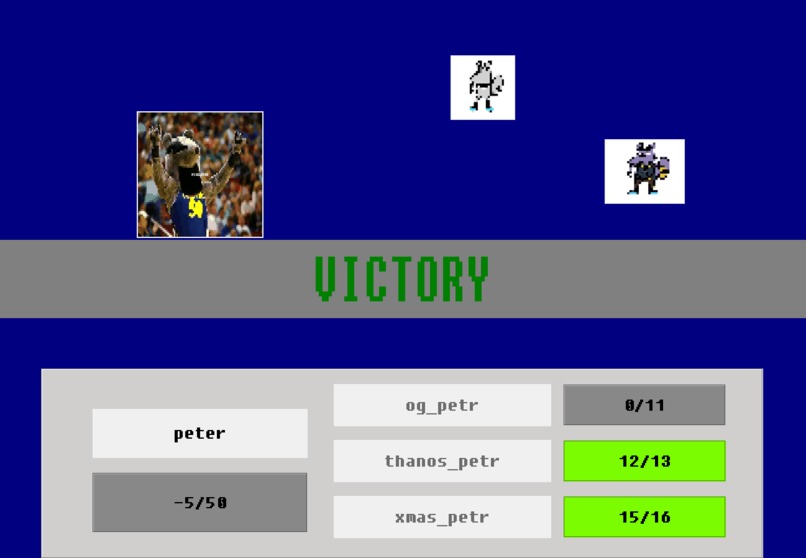 VICTORY
peter
-5/50
og_petr
0/11
thanos_petr
12/13
xmas_petr
15/16